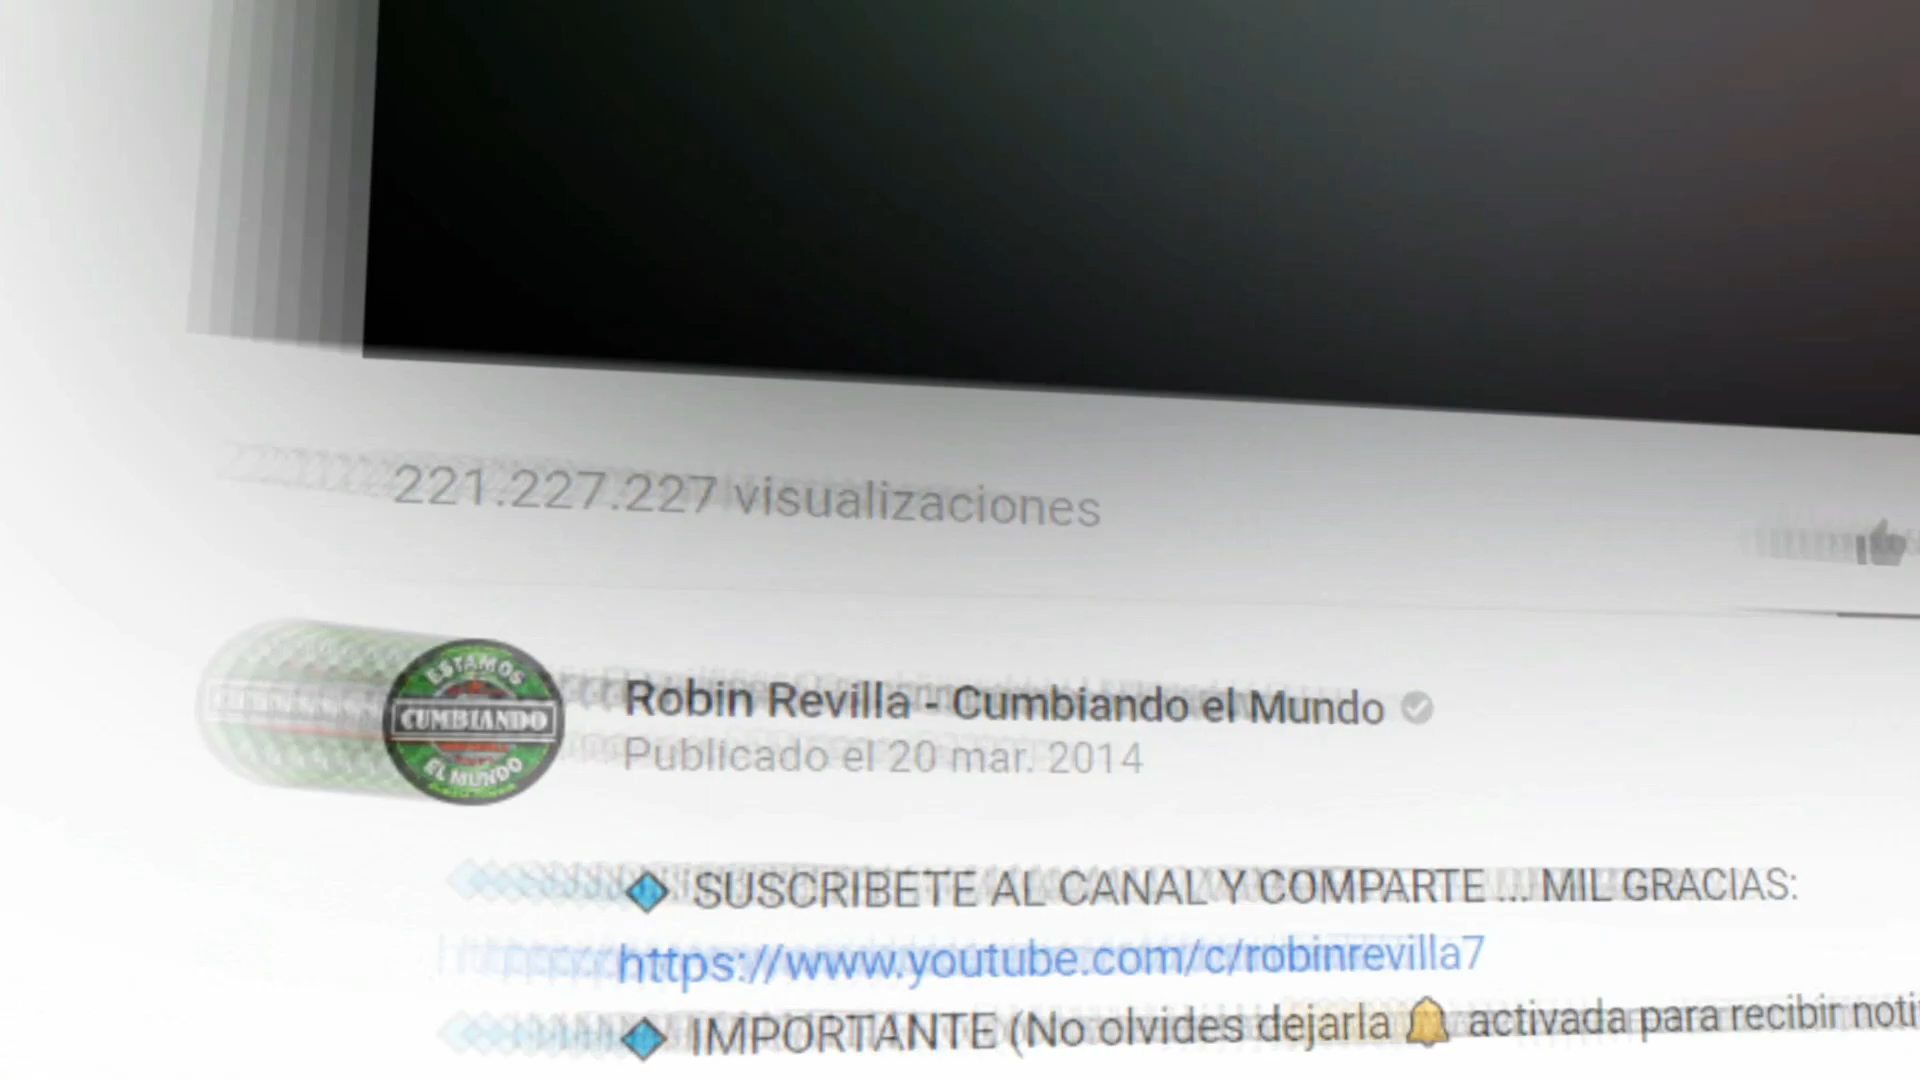 221.227.227 visualizaciones
ESTAMOS
CUMBIANDO
EL MUNDO
Robin Revilla - Cumbiando el Mundo
Publicado el 20 mar. 2014
SUSCRIBETE AL CANAL Y COMPARTE ... MIL GRACIAS:
https://www.youtube.com/c/robinrevilla7
IMPORTANTE (No olvides dejarla 🔔 activada para recibir noti